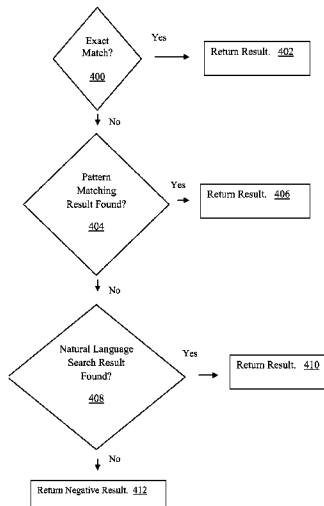 Exact
Match?
400
Yes
Return Result. 402
No
Pattern
Matching
Result Found?
404
Yes
Return Result. 406
No
Natural Language
Search Result
Found?
408
Yes
Return Result. 410
No
Return Negative Result. 412